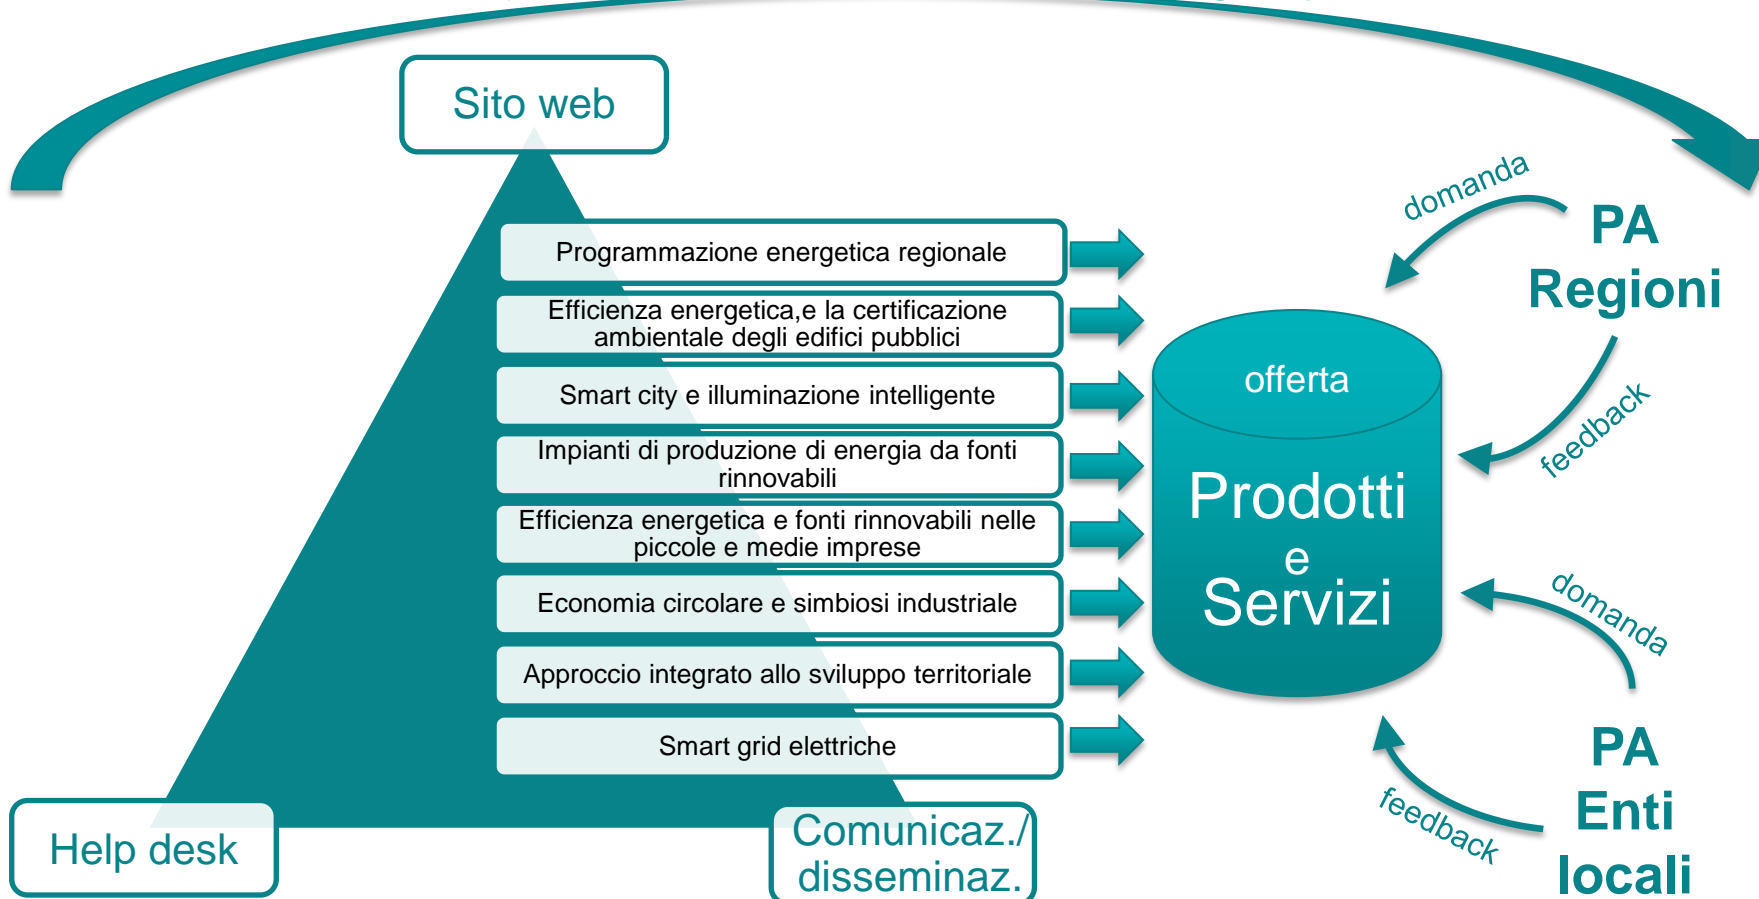 Sito web
Programmazione energetica regionale
Efficienza energetica,e la certificazione
ambientale degli edifici pubblici
Smart city e illuminazione intelligente
Impianti di produzione di energia da fonti
rinnovabili
Efficienza energetica e fonti rinnovabili nelle
piccole e medie imprese
Economia circolare e simbiosi industriale
Approccio integrato allo sviluppo territoriale
Smart grid elettriche
Help desk
Comunicaz./
disseminaz.
offerta
Prodotti
e
Servizi
domanda
PA
Regioni
feedback
domanda
PA
Enti
locali
feedback